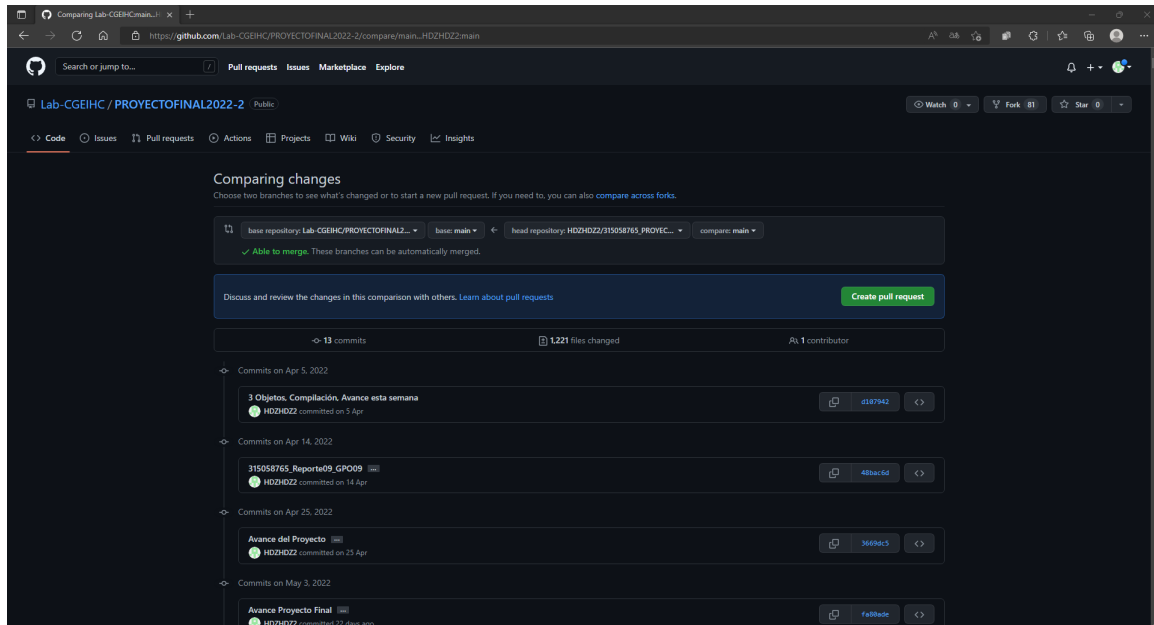 Comparing Lab-CGEIHC:main...H
https://github.com/Lab-CGEIHC/PROYECTOFINAL2022-2/compare/main...HDZHDZ2:main
Search or jump to... /
Pull requests Issues Marketplace Explore
Lab-CGEIHC / PROYECTOFINAL2022-2 Public
Watch 0 Fork 81 Star 0
Code Issues Pull requests Actions Projects Wiki Security Insights
Comparing changes
Choose two branches to see what's changed or to start a new pull request. If you need to, you can also compare across forks.
base repository: Lab-CGEIHC/PROYECTOFINAL2... base: main ← head repository: HDZHDZ2/315058765_PROYEC... compare: main
✓ Able to merge. These branches can be automatically merged.
Discuss and review the changes in this comparison with others. Learn about pull requests
Create pull request
13 commits 1,221 files changed 1 contributor
Commits on Apr 5, 2022
3 Objetos, Compilación, Avance esta semana
d107942
HDZHDZ2 committed on 5 Apr
Commits on Apr 14, 2022
315058765_Reporte09_GPO09 ...
48bac6d
HDZHDZ2 committed on 14 Apr
Commits on Apr 25, 2022
Avance del Proyecto ...
3669dc5
HDZHDZ2 committed on 25 Apr
Commits on May 3, 2022
Avance Proyecto Final ...
fa80ade
HDZHDZ2 committed 22 days ago